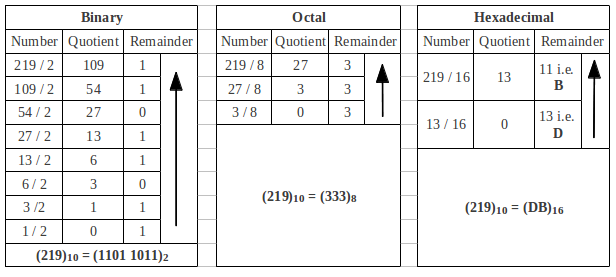 Binary
Number Quotient Remainder
219 / 2 109 1
109 / 2 54 1
54 / 2 27 0
27 / 2 13 1
13 / 2 6 1
6 / 2 3 0
3 /2 1 1
1 / 2 0 1
(219)10 = (1101 1011)2
Octal
Number Quotient Remainder
219 / 8 27 3
27 / 8 3 3
3 / 8 0 3
(219)10 = (333)8
Hexadecimal
Number Quotient Remainder
219 / 16 13 11 i.e.
B
13 / 16 0 13 i.e.
D
(219)10 = (DB)16